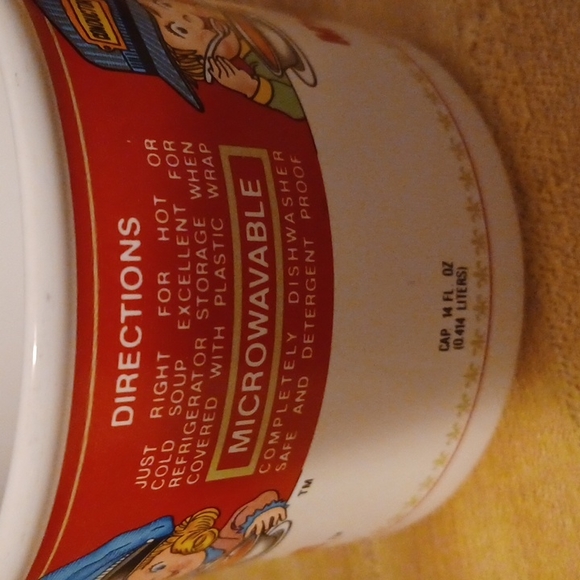 DIRECTIONS
JUST RIGHT FOR HOT OR
COLD SOUP EXCELLENT FOR
REFRIGERATOR STORAGE WHEN
COVERED WITH PLASTIC WRAP
MICROWAVABLE
COMPLETELY DISHWASHER
SAFE AND DETERGENT PROOF
TM
CAP 14 FL OZ
(0.414 LITERS)